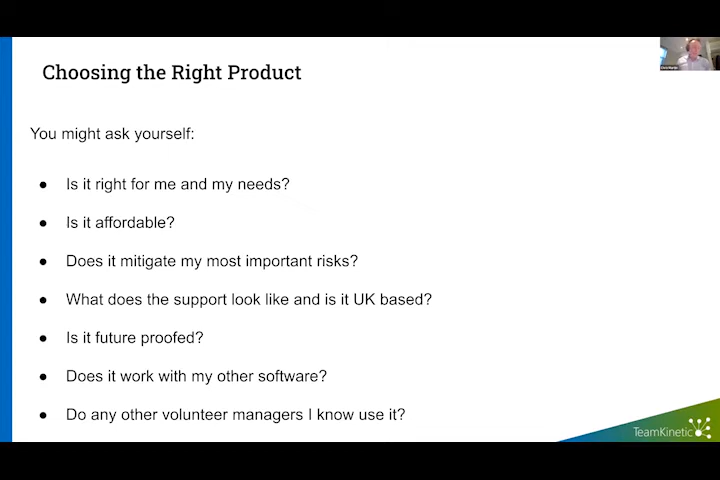 Choosing the Right Product
You might ask yourself:
● Is it right for me and my needs?
● Is it affordable?
● Does it mitigate my most important risks?
● What does the support look like and is it UK based?
● Is it future proofed?
● Does it work with my other software?
● Do any other volunteer managers I know use it?
TeamKinetic